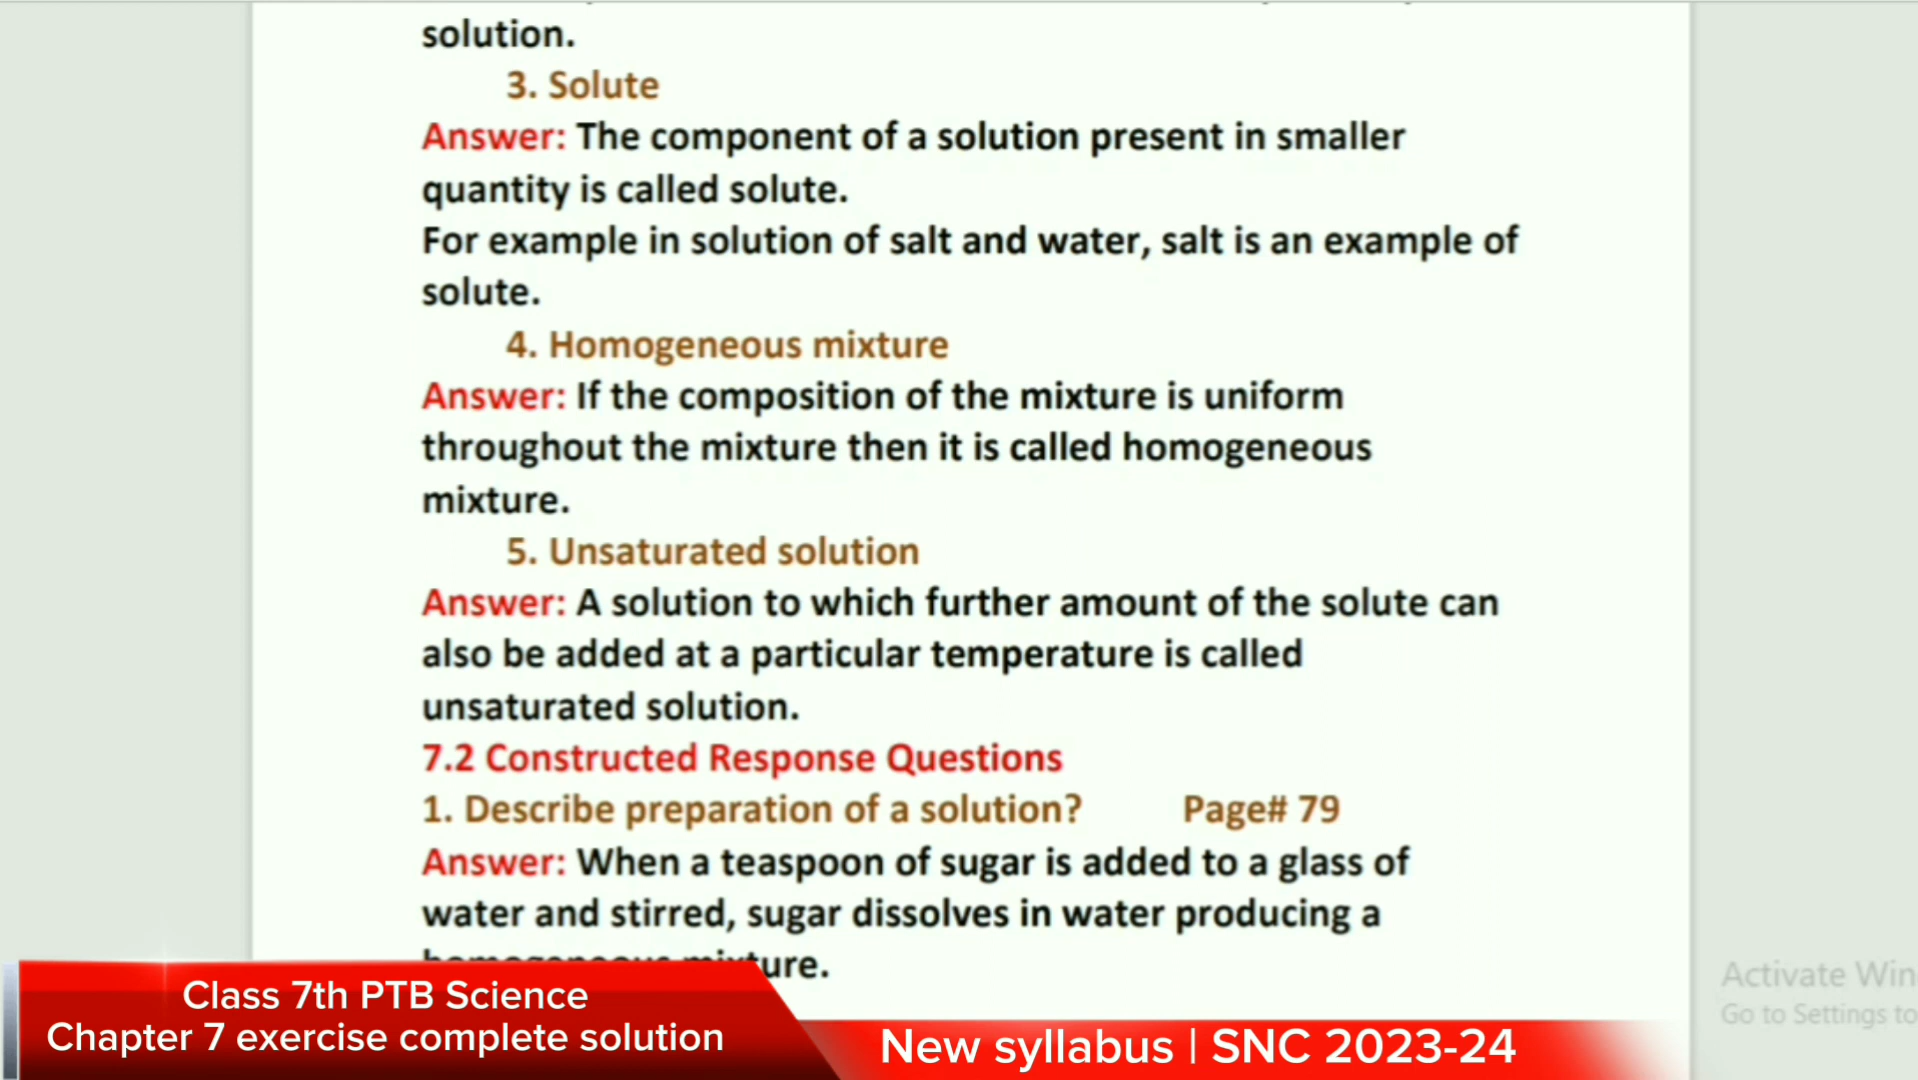 solution.
3. Solute
Answer: The component of a solution present in smaller
quantity is called solute.
For example in solution of salt and water, salt is an example of
solute.
4. Homogeneous mixture
Answer: If the composition of the mixture is uniform
throughout the mixture then it is called homogeneous
mixture.
5. Unsaturated solution
Answer: A solution to which further amount of the solute can
also be added at a particular temperature is called
unsaturated solution.
7.2 Constructed Response Questions
1. Describe preparation of a solution? Page# 79
Answer: When a teaspoon of sugar is added to a glass of
water and stirred, sugar dissolves in water producing a
homogeneous mixture.
Class 7th PTB Science
Chapter 7 exercise complete solution
New syllabus | SNC 2023-24
Activate Win
Go to Settings to